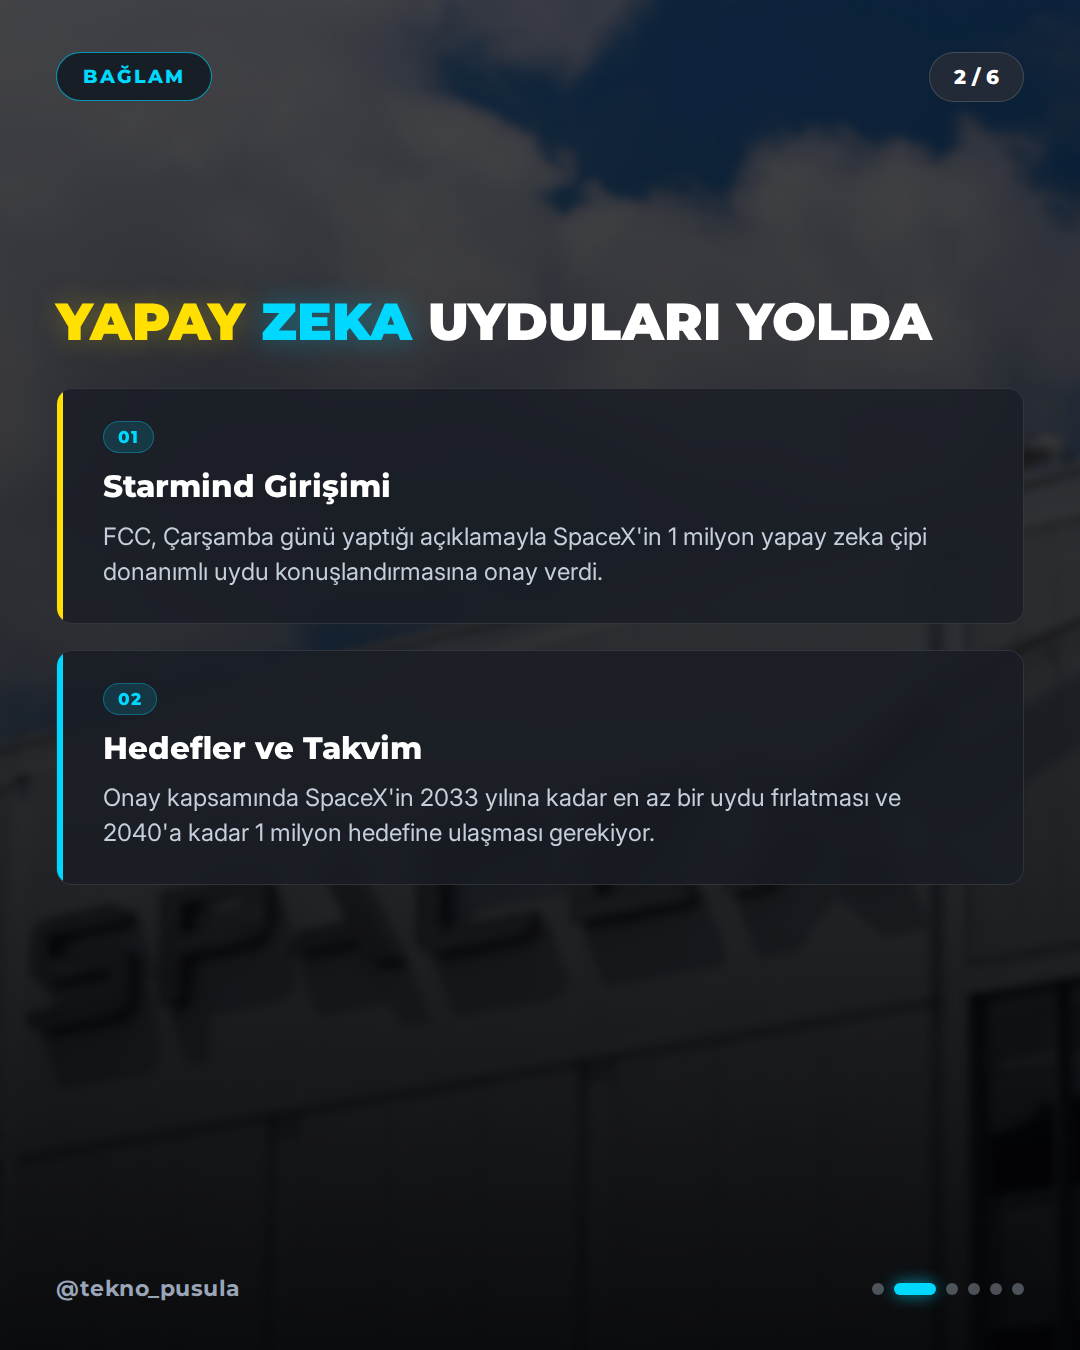 BAĞLAM
2 / 6
YAPAY ZEKA UYDULARI YOLDA
01
Starmind Girişimi
FCC, Çarşamba günü yaptığı açıklamayla SpaceX'in 1 milyon yapay zeka çipi
donanımlı uydu konuşlandırmasına onay verdi.
02
Hedefler ve Takvim
Onay kapsamında SpaceX'in 2033 yılına kadar en az bir uydu fırlatması ve
2040'a kadar 1 milyon hedefine ulaşması gerekiyor.
@tekno_pusula